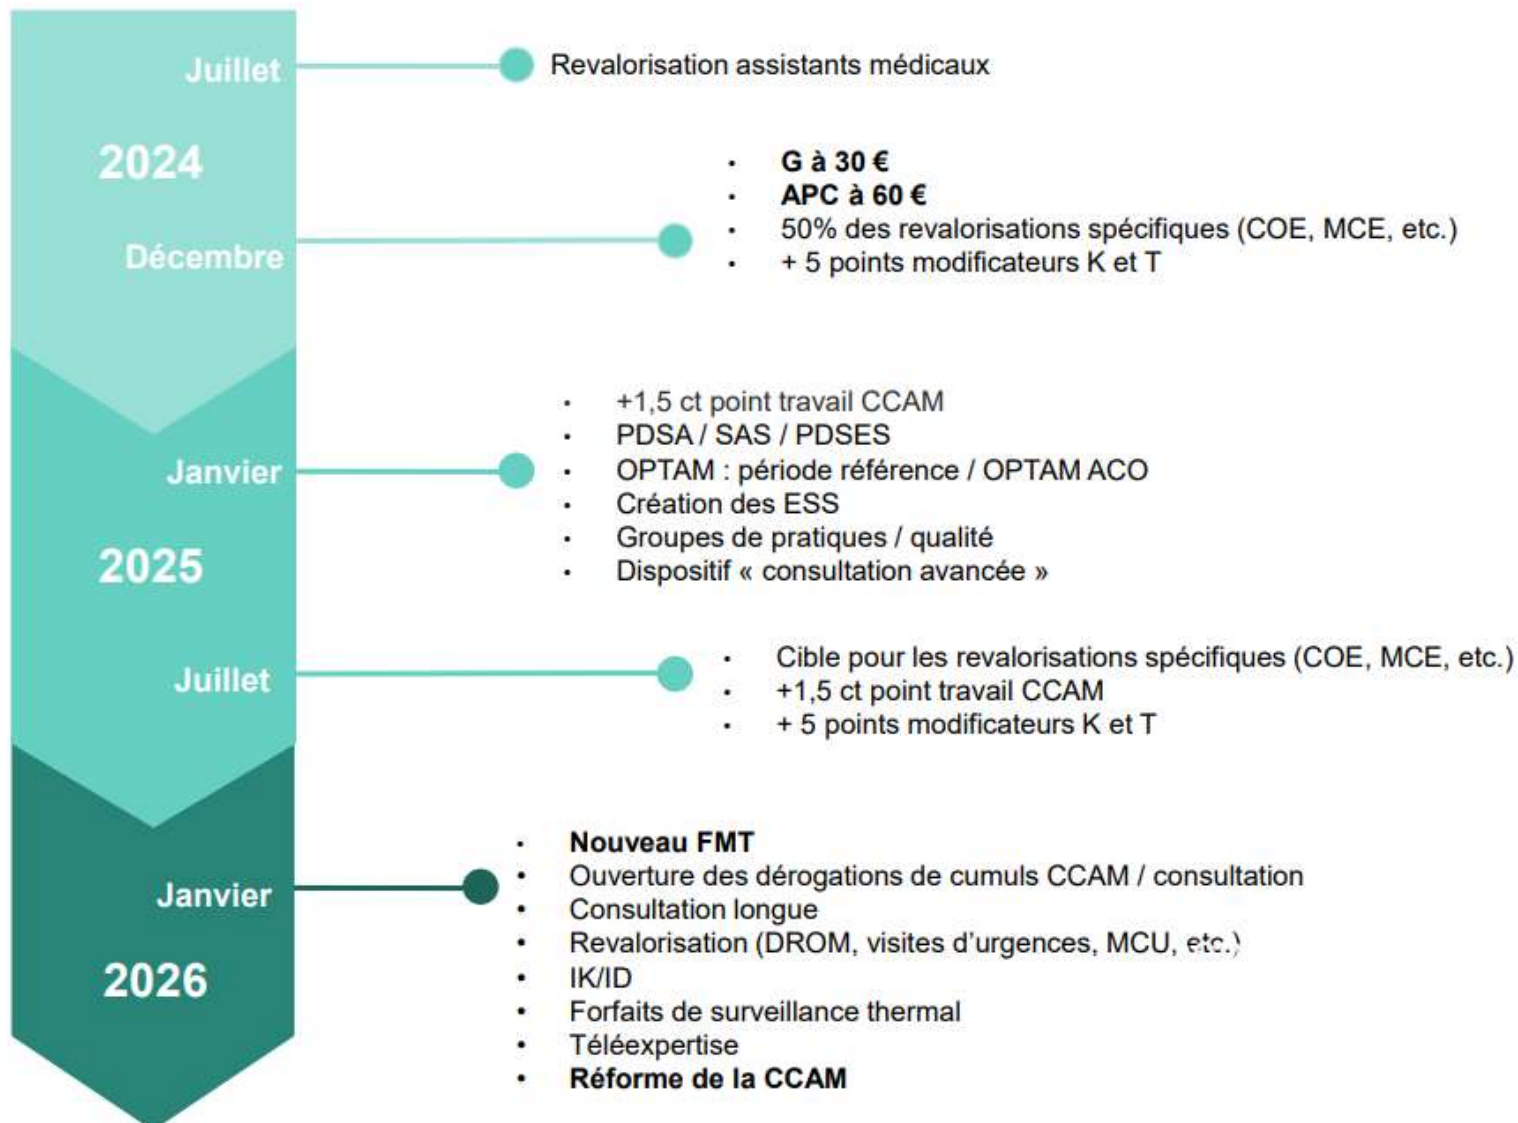 Juillet
Revalorisation assistants médicaux
2024
Décembre
· G à 30 €
· APC à 60 €
· 50% des revalorisations spécifiques (COE, MCE, etc.)
· + 5 points modificateurs K et T
Janvier
· +1,5 ct point travail CCAM
· PDSA / SAS / PDSES
· OPTAM : période référence / OPTAM ACO
· Création des ESS
· Groupes de pratiques / qualité
· Dispositif « consultation avancée »
2025
Juillet
· Cible pour les revalorisations spécifiques (COE, MCE, etc.)
· +1,5 ct point travail CCAM
· + 5 points modificateurs K et T
Janvier
· Nouveau FMT
• Ouverture des dérogations de cumuls CCAM / consultation
• Consultation longue
• Revalorisation (DROM, visites d'urgences, MCU, etc.)
• IK/ID
• Forfaits de surveillance thermal
• Téléexpertise
• Réforme de la CCAM
2026